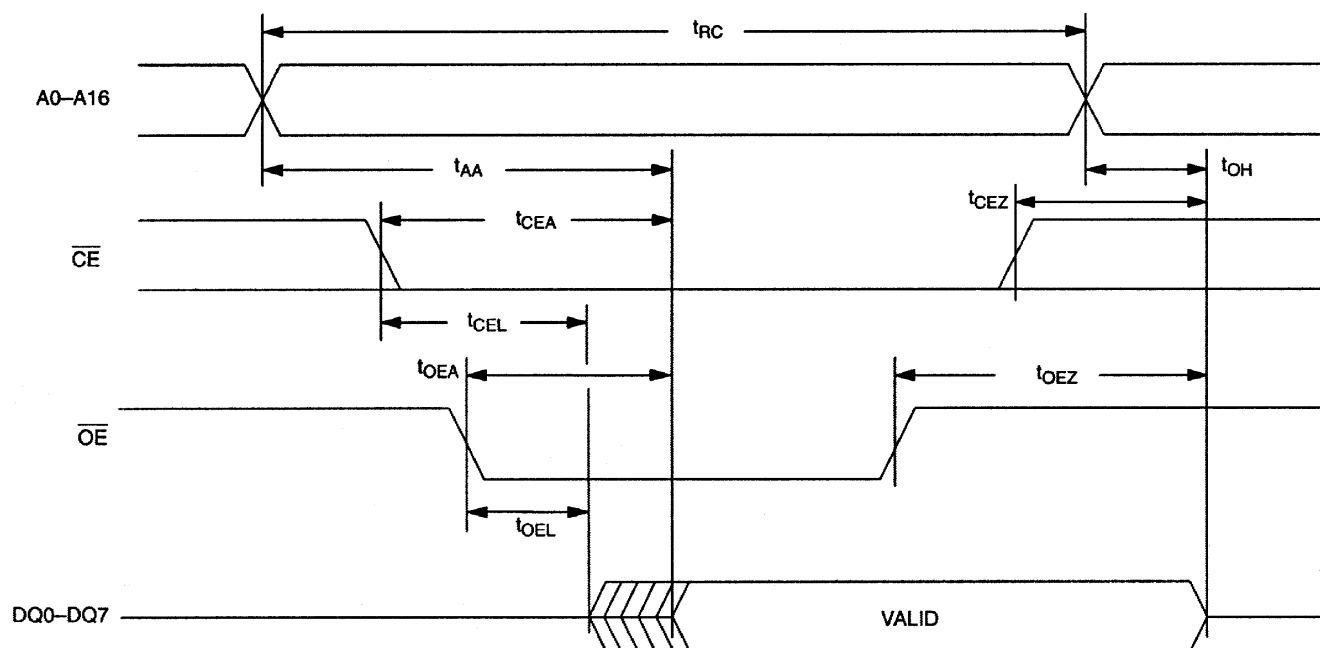 tRC
A0–A16
tAA
tOH
tCEZ
tCEA
CE
tCEL
tOEA
tOEZ
OE
tOEL
DQ0–DQ7
VALID